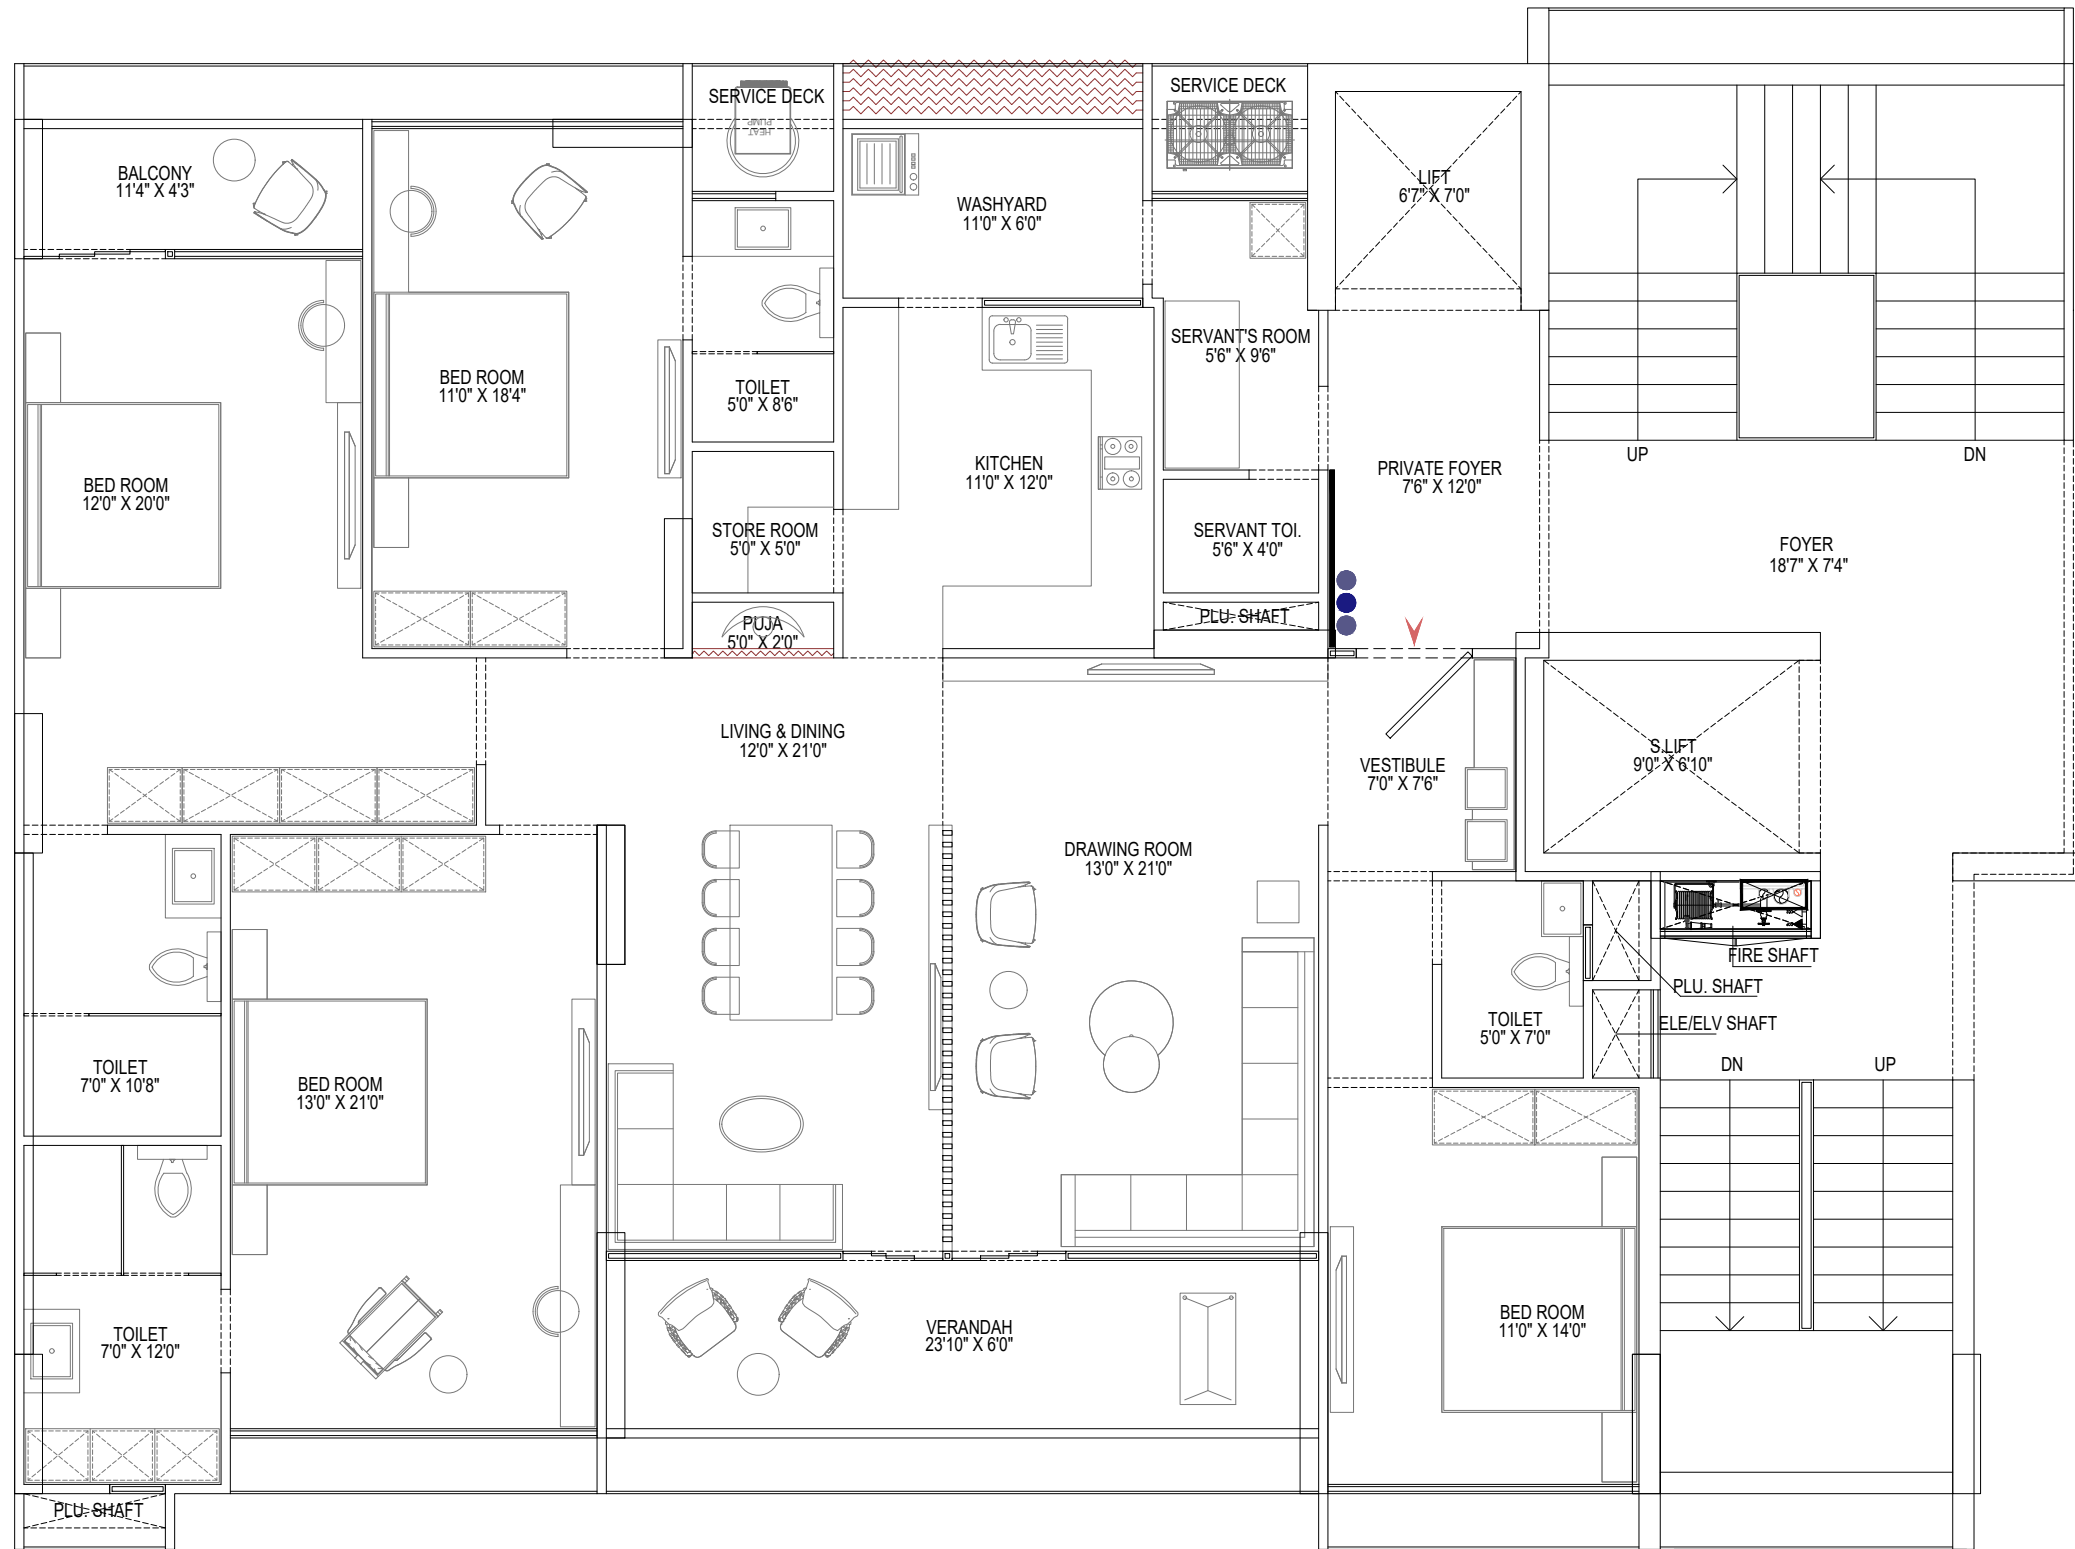 SERVICE DECK
HEAT
PUMP
SERVICE DECK
BALCONY
11'4" X 4'3"
WASHYARD
11'0" X 6'0"
LIFT
6'7" X 7'0"
SERVANT'S ROOM
5'6" X 9'6"
BED ROOM
11'0" X 18'4"
TOILET
5'0" X 8'6"
KITCHEN
11'0" X 12'0"
PRIVATE FOYER
7'6" X 12'0"
UP
DN
BED ROOM
12'0" X 20'0"
STORE ROOM
5'0" X 5'0"
SERVANT TOI.
5'6" X 4'0"
FOYER
18'7" X 7'4"
PUJA
5'0" X 2'0"
PLU. SHAFT
LIVING & DINING
12'0" X 21'0"
VESTIBULE
7'0" X 7'6"
S.LIFT
9'0" X 6'10"
DRAWING ROOM
13'0" X 21'0"
FIRE SHAFT
PLU. SHAFT
ELE/ELV SHAFT
TOILET
5'0" X 7'0"
DN
UP
TOILET
7'0" X 10'8"
BED ROOM
13'0" X 21'0"
TOILET
7'0" X 12'0"
VERANDAH
23'10" X 6'0"
BED ROOM
11'0" X 14'0"
PLU. SHAFT